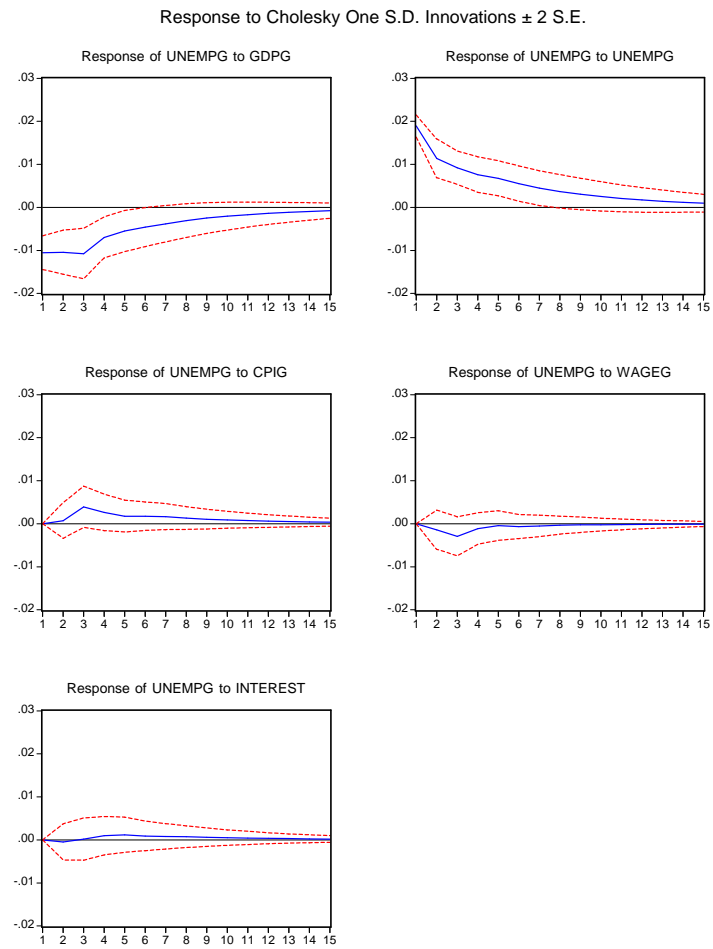 Response to Cholesky One S.D. Innovations ± 2 S.E.
Response of UNEMPG to GDPG
.03
.02
.01
.00
-.01
-.02
1 2 3 4 5 6 7 8 9 10 11 12 13 14 15
Response of UNEMPG to UNEMPG
.03
.02
.01
.00
-.01
-.02
1 2 3 4 5 6 7 8 9 10 11 12 13 14 15
Response of UNEMPG to CPIG
.03
.02
.01
.00
-.01
-.02
1 2 3 4 5 6 7 8 9 10 11 12 13 14 15
Response of UNEMPG to WAGEG
.03
.02
.01
.00
-.01
-.02
1 2 3 4 5 6 7 8 9 10 11 12 13 14 15
Response of UNEMPG to INTEREST
.03
.02
.01
.00
-.01
-.02
1 2 3 4 5 6 7 8 9 10 11 12 13 14 15